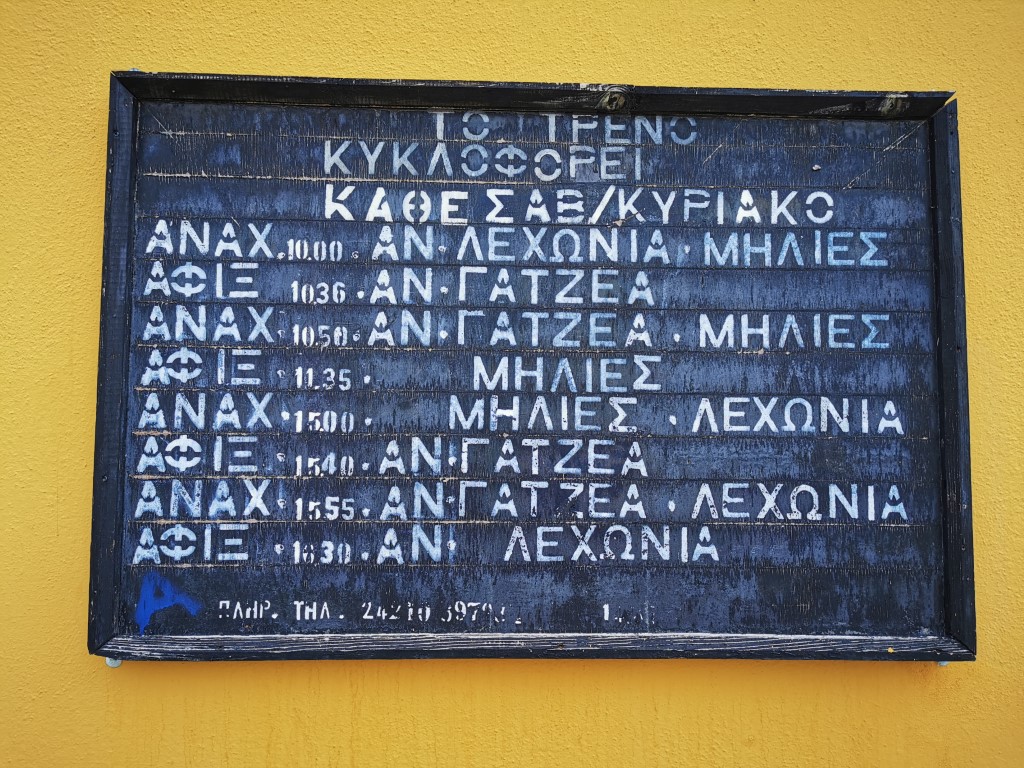 ΤΟ ΤΡΕΝΟ
ΚΥΚΛΟΦΟΡΕΙ
ΚΑΘΕ ΣΑΒ/ΚΥΡΙΑΚΟ
ΑΝΑΧ. 10.00 · ΑΝ· ΛΕΧΩΝΙΑ · ΜΗΛΙΕΣ
ΑΦΙΞ 10.36 · ΑΝ · ΓΑΤΖΕΑ
ΑΝΑΧ · 10.50 · ΑΝ · ΓΑΤΖΕΑ · ΜΗΛΙΕΣ
ΑΦΙΞ · 11.35 · ΜΗΛΙΕΣ
ΑΝΑΧ · 15.00 ΜΗΛΙΕΣ · ΛΕΧΩΝΙΑ
ΑΦΙΞ · 15.40 · ΑΝ · ΓΑΤΖΕΑ
ΑΝΑΧ · 15.55 · ΑΝ · ΓΑΤΖΕΑ · ΛΕΧΩΝΙΑ
ΑΦΙΞ · 16.30 · ΑΝ · ΛΕΧΩΝΙΑ
ΠΛΗΡ. ΤΗΛ. 24210